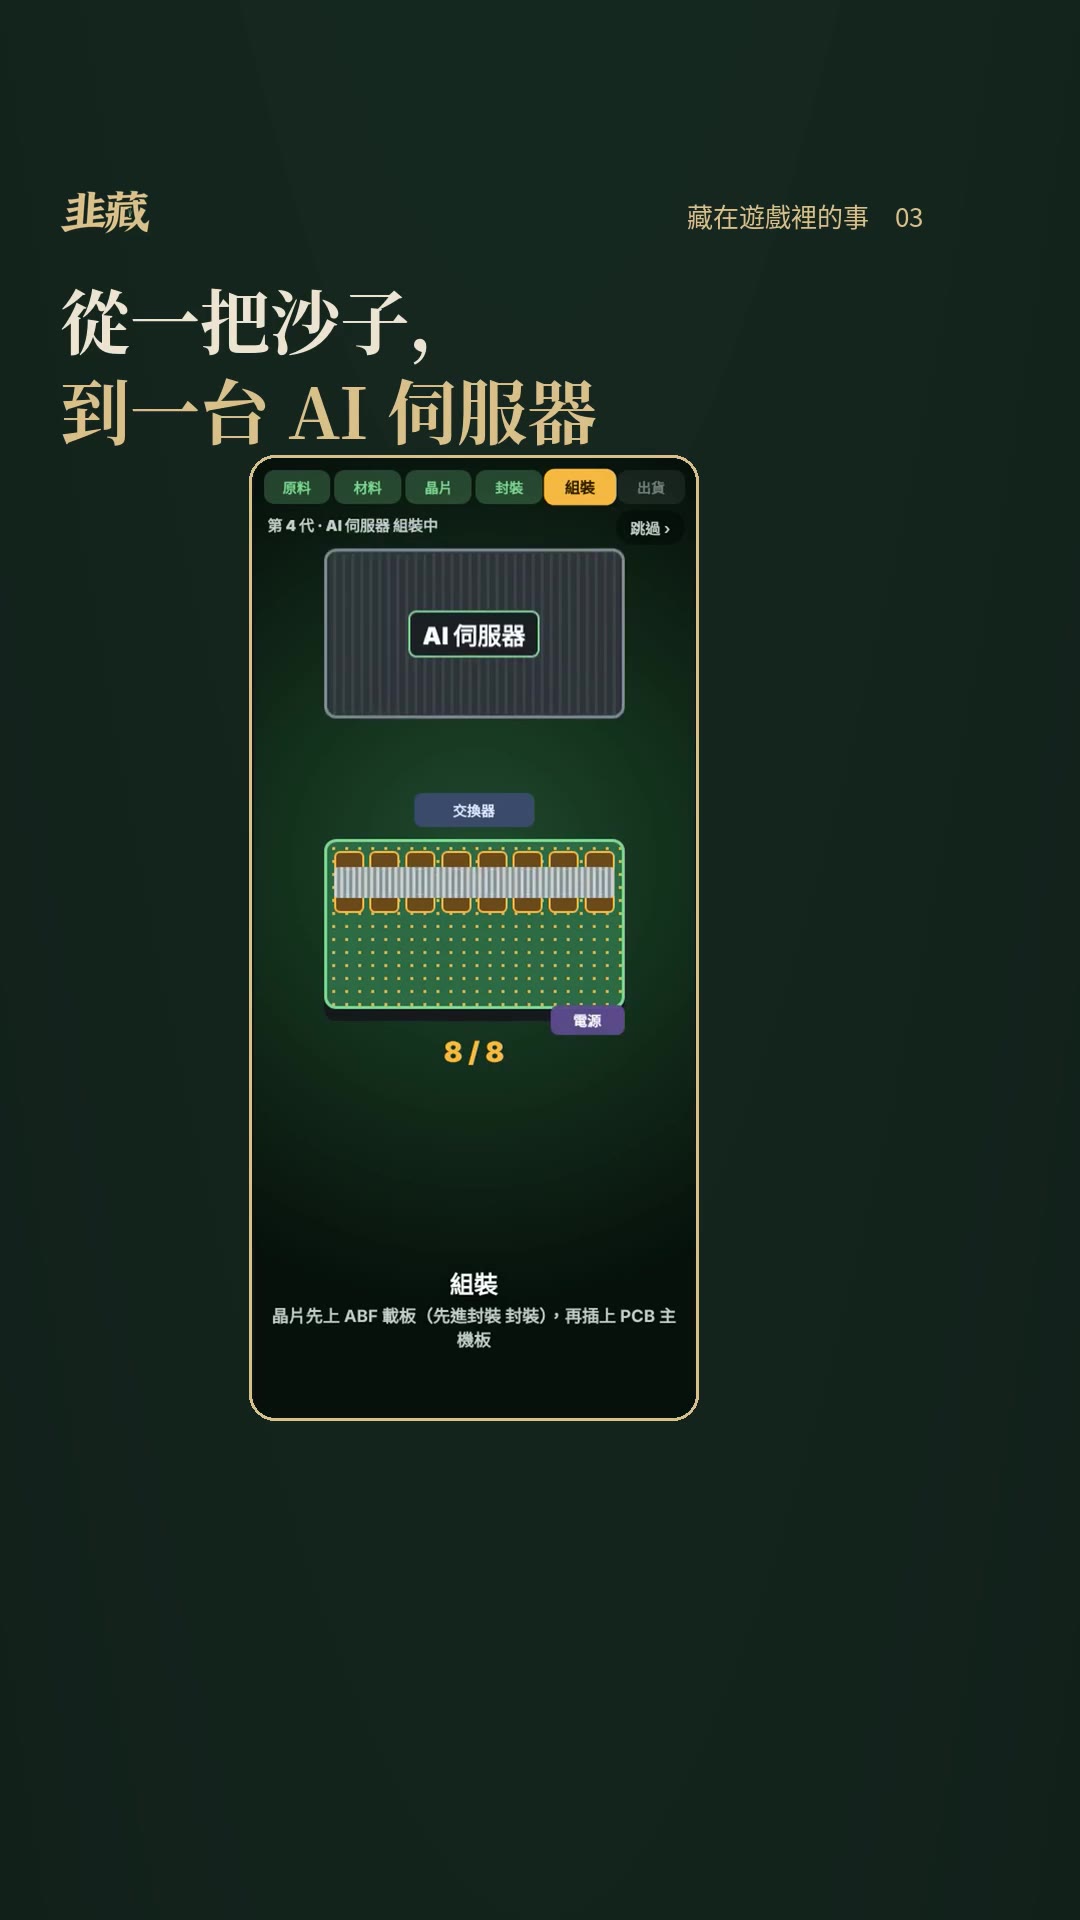 韭藏
藏在遊戲裡的事 03
從一把沙子，
到一台 AI 伺服器
原料 材料 晶片 封裝 組裝 出貨
第 4 代 · AI 伺服器 組裝中
跳過 ›
AI 伺服器
交換器
電源
8 / 8
組裝
晶片先上 ABF 載板（先進封裝 封裝），再插上 PCB 主
機板